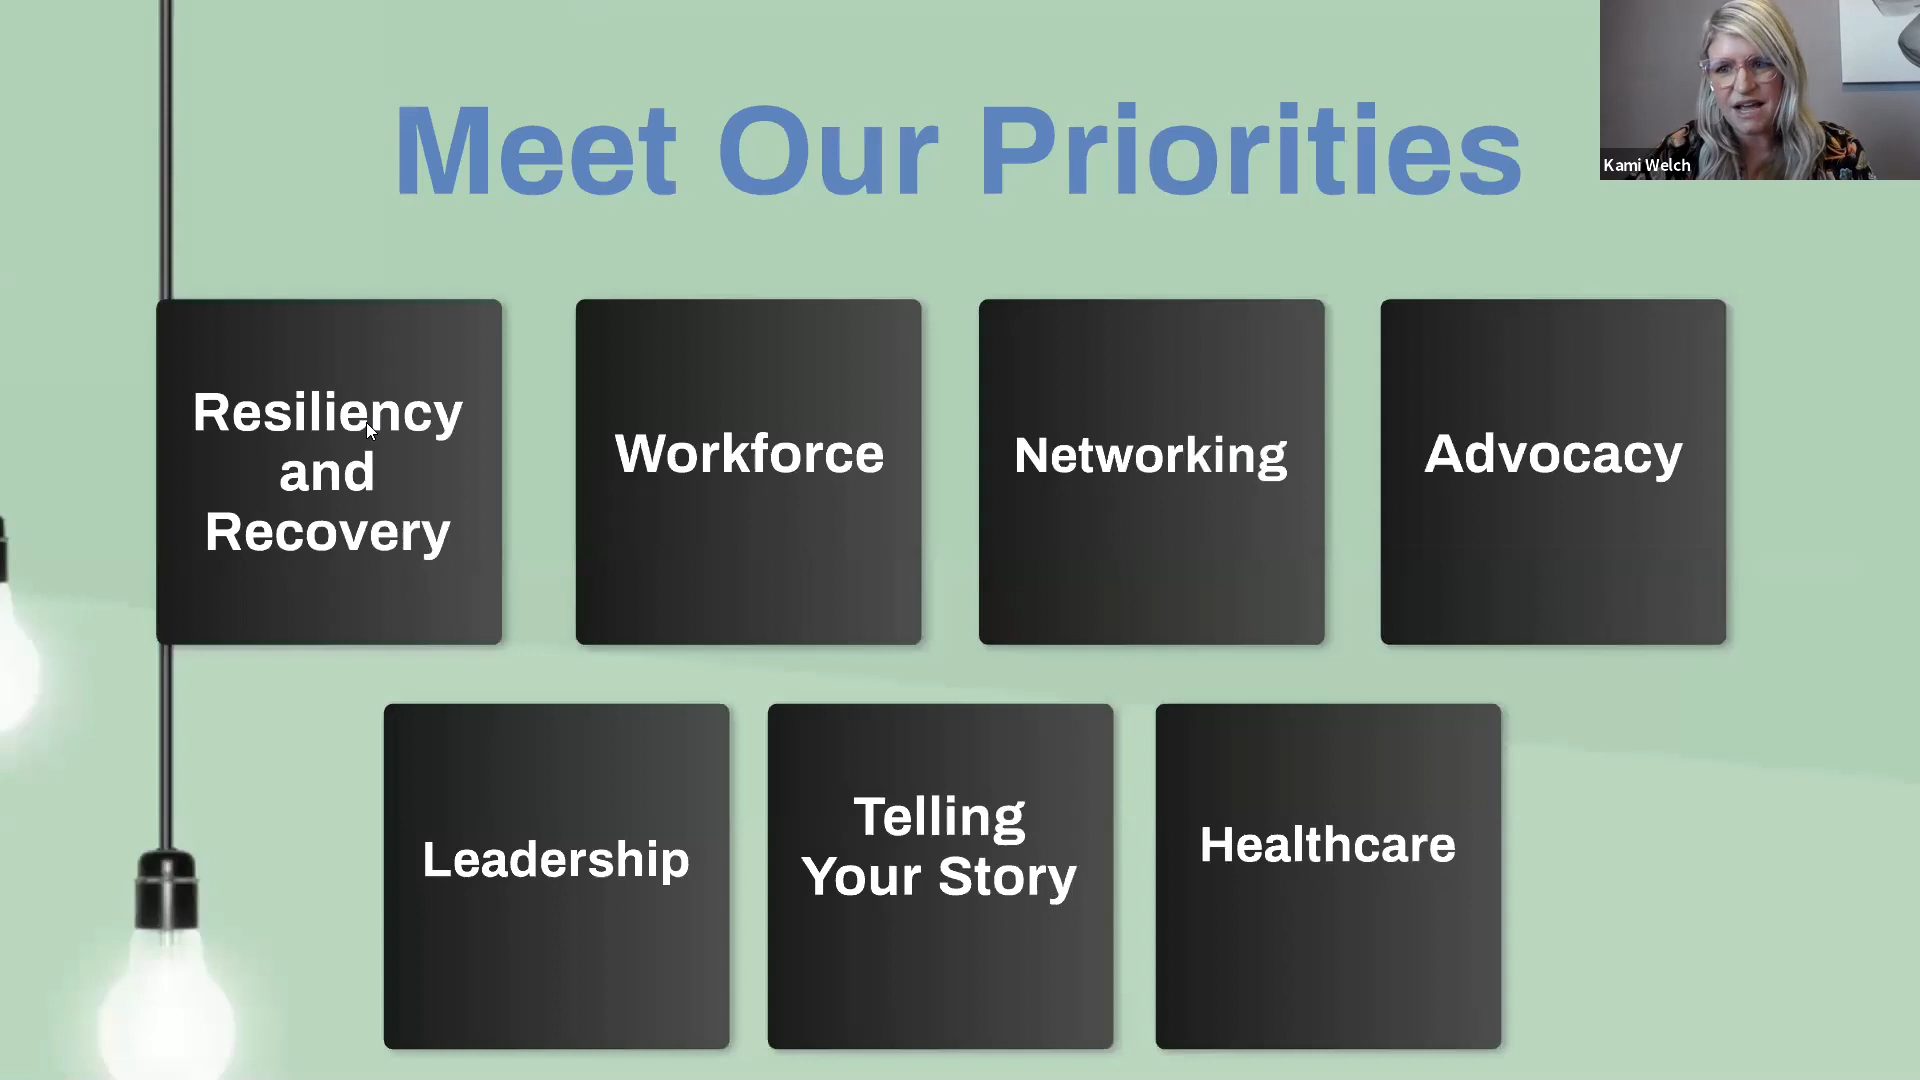 Meet Our Priorities
Kami Welch
Resiliency
and
Recovery
Workforce
Networking
Advocacy
Leadership
Telling
Your Story
Healthcare